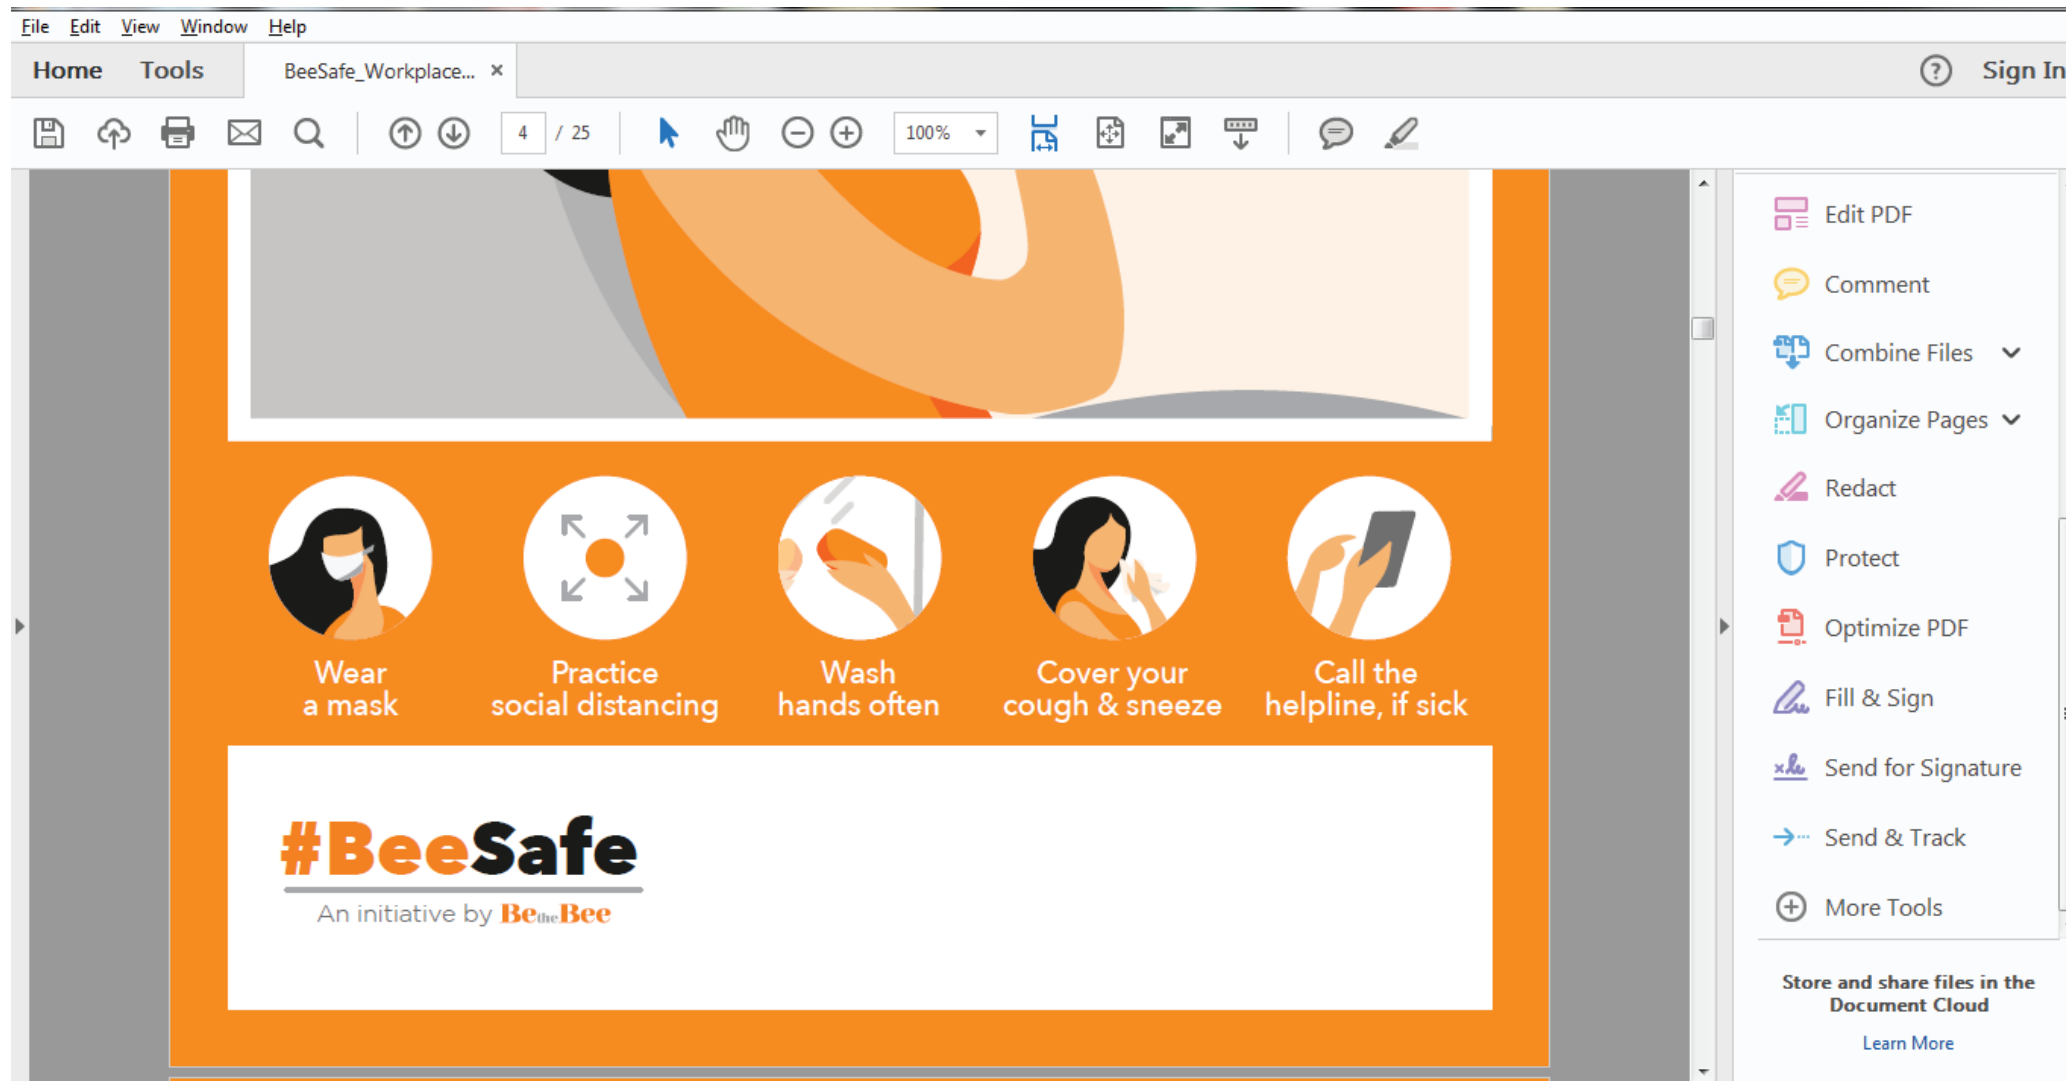 File Edit View Window Help
Home Tools BeeSafe_Workplace... × ? Sign In
4 / 25 100%
Edit PDF
Comment
Combine Files
Organize Pages
Redact
Protect
Optimize PDF
Fill & Sign
Send for Signature
Send & Track
More Tools
Store and share files in the
Document Cloud
Learn More
Wear
a mask
Practice
social distancing
Wash
hands often
Cover your
cough & sneeze
Call the
helpline, if sick
#BeeSafe
An initiative by BetheBee